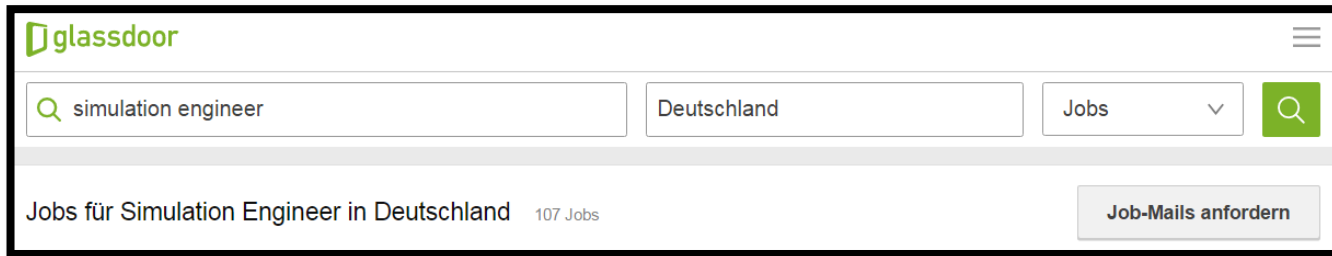 glassdoor
simulation engineer Deutschland Jobs
Jobs für Simulation Engineer in Deutschland 107 Jobs Job-Mails anfordern